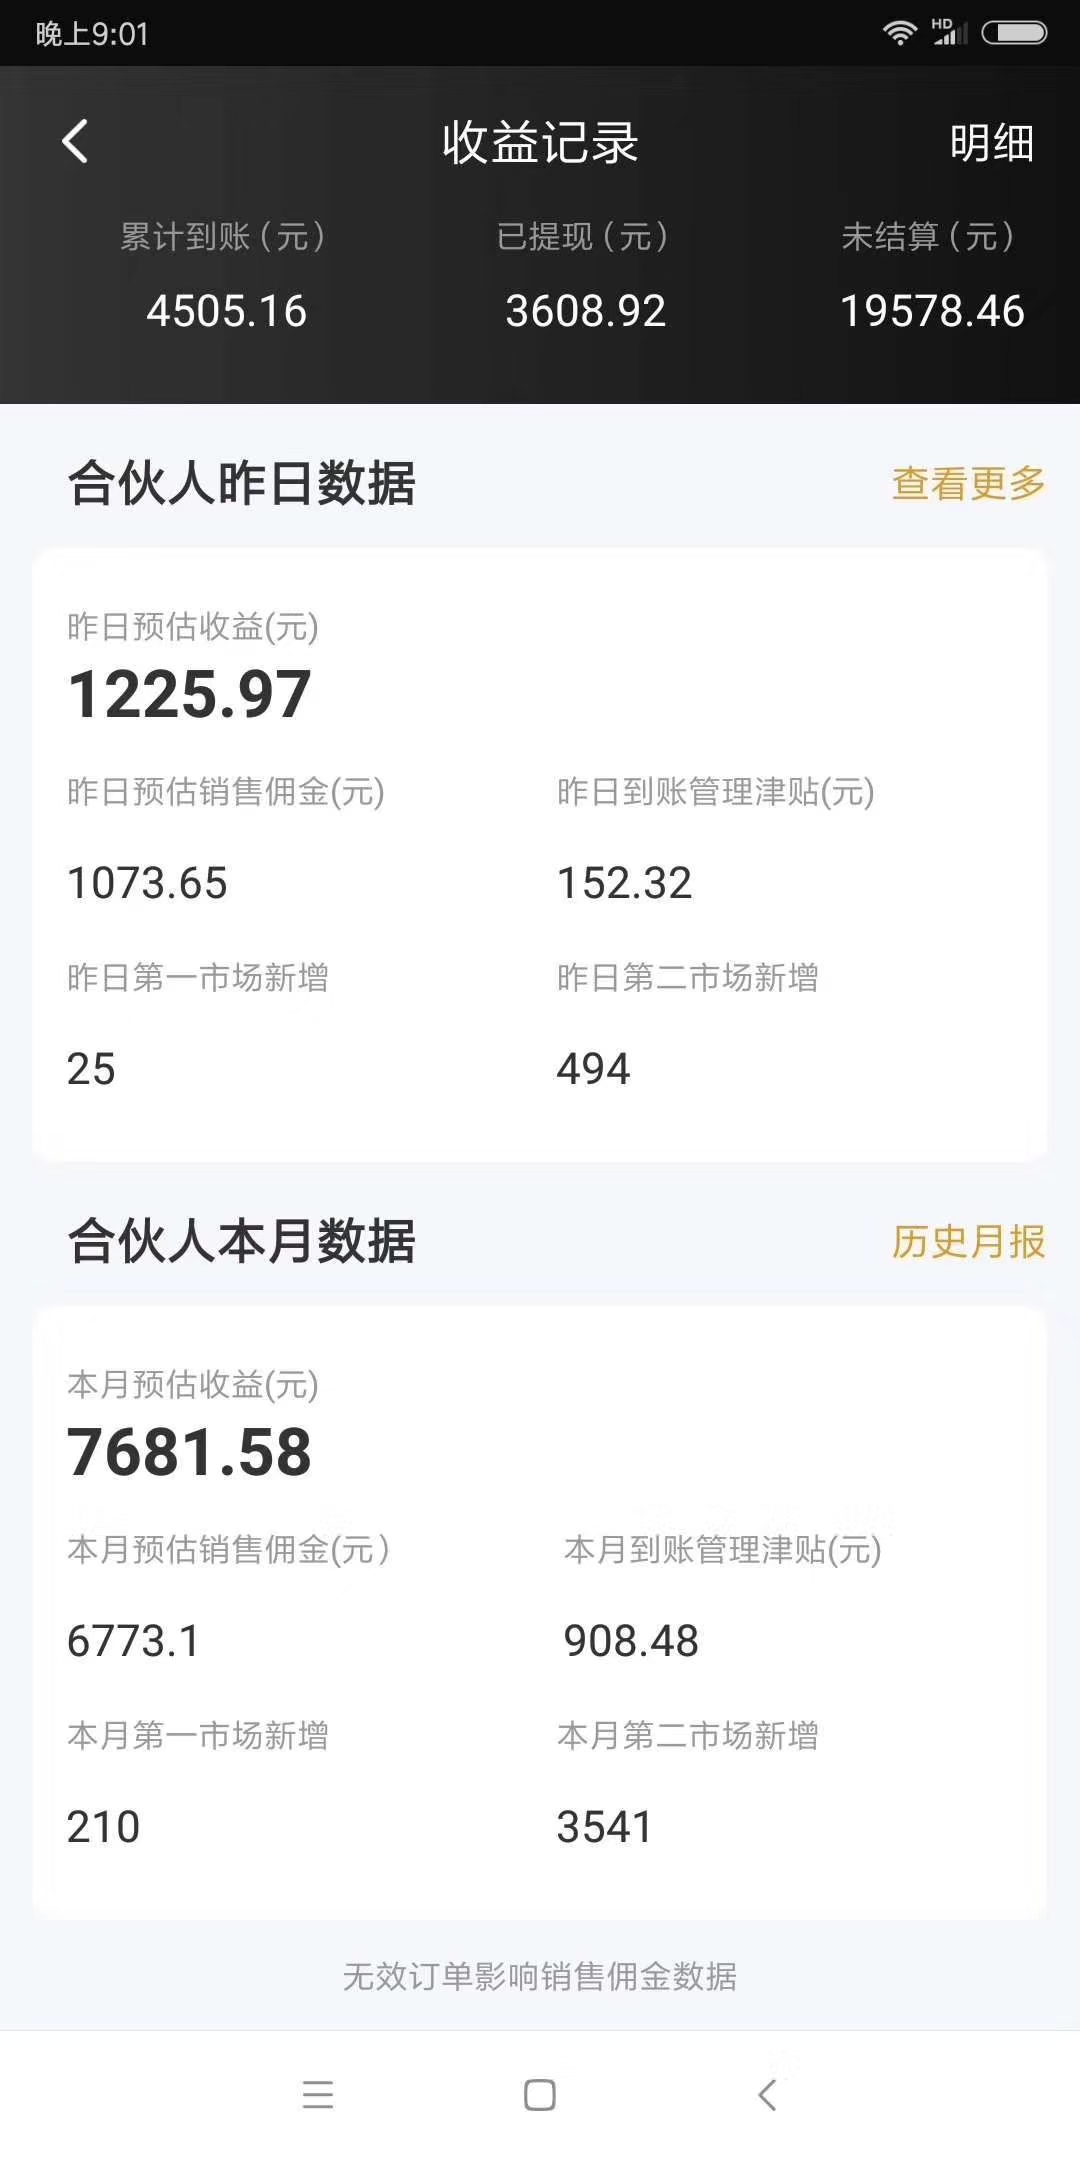 晚上9:01
HD
收益记录 明细
累计到账（元） 已提现（元） 未结算（元）
4505.16 3608.92 19578.46
合伙人昨日数据 查看更多
昨日预估收益(元)
1225.97
昨日预估销售佣金(元) 昨日到账管理津贴(元)
1073.65 152.32
昨日第一市场新增 昨日第二市场新增
25 494
合伙人本月数据 历史月报
本月预估收益(元)
7681.58
本月预估销售佣金(元） 本月到账管理津贴(元)
6773.1 908.48
本月第一市场新增 本月第二市场新增
210 3541
无效订单影响销售佣金数据